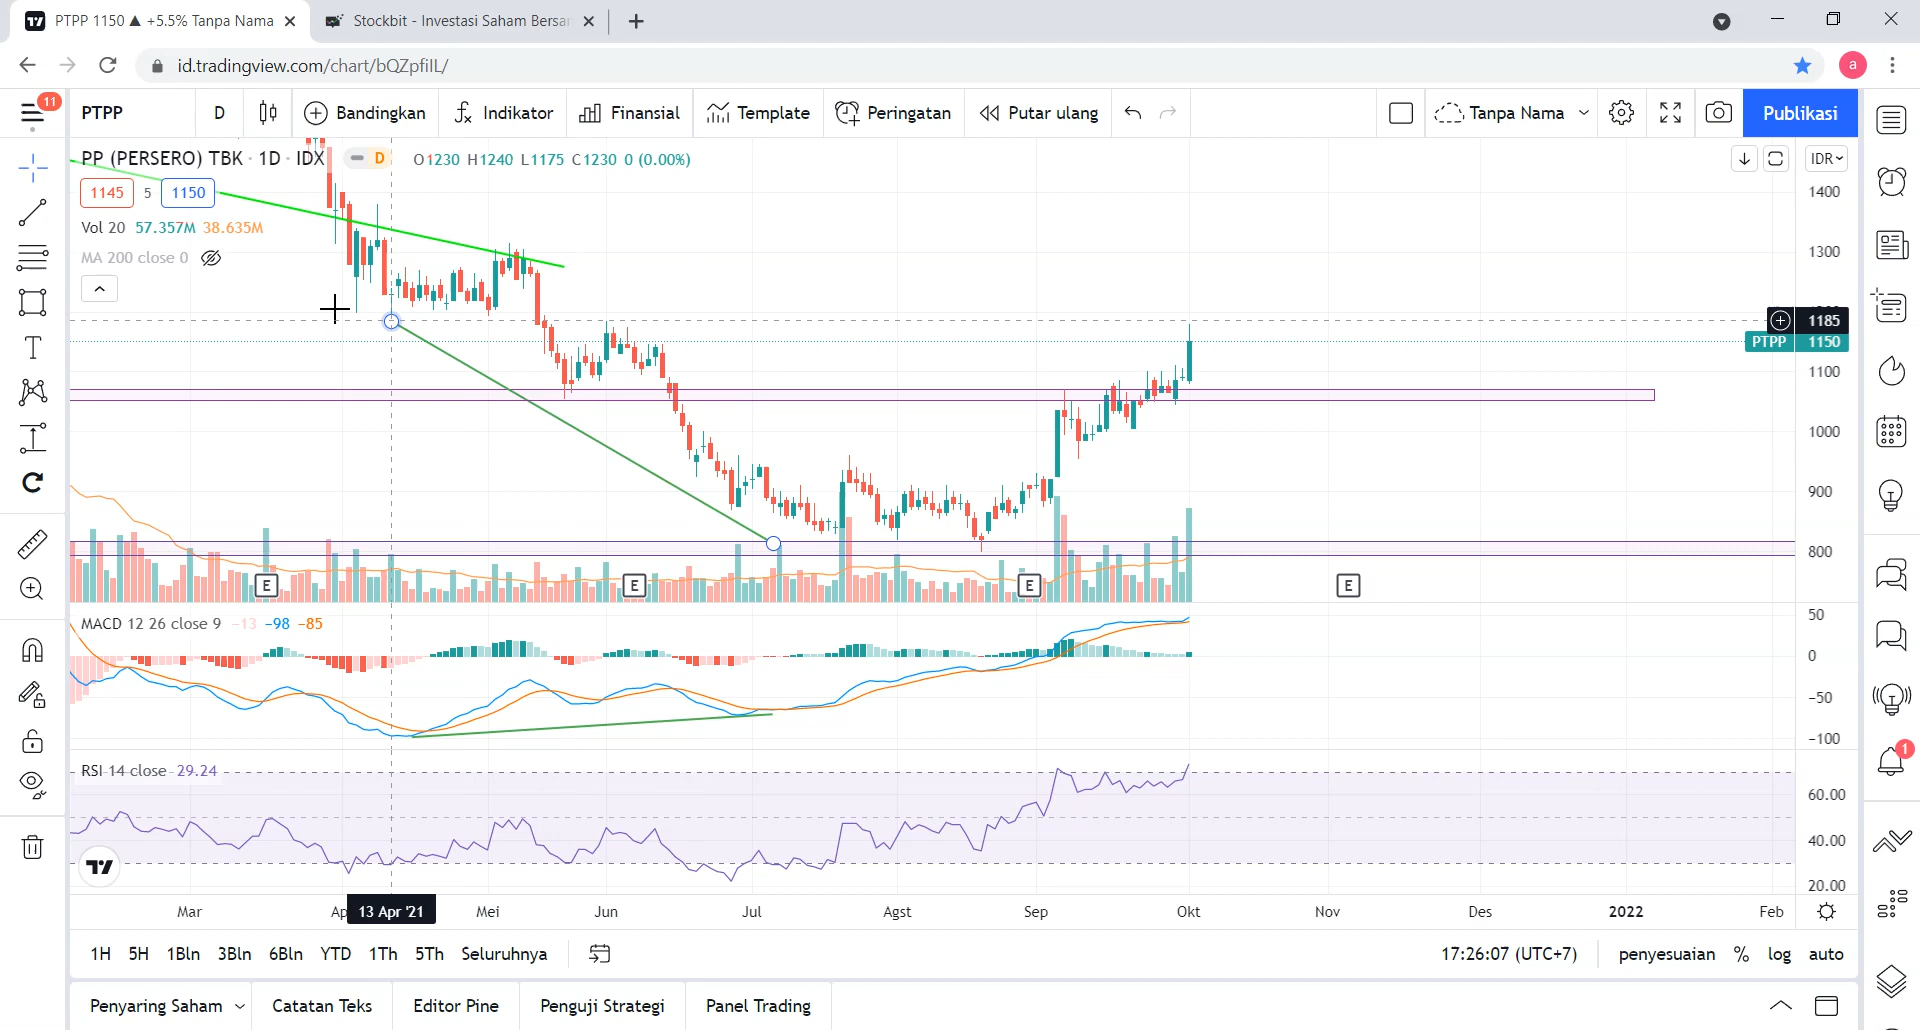 PTPP 1150 ▲ +5.5% Tanpa Nama
Stockbit - Investasi Saham Bersan
id.tradingview.com/chart/bQZpfiIL/
a
11
PTPP
D
Bandingkan
Indikator
Finansial
Template
Peringatan
Putar ulang
Tanpa Nama
Publikasi
PP (PERSERO) TBK · 1D · IDX
D
O1230 H1240 L1175 C1230 0 (0.00%)
IDR
1145
5
1150
Vol 20 57.357M 38.635M
MA 200 close 0
1400
1300
1185
PTPP 1150
1100
1000
900
800
E
E
E
E
MACD 12 26 close 9 −13 −98 −85
50
0
−50
−100
1
RSI 14 close 29.24
60.00
40.00
20.00
Mar
Ap
13 Apr '21
Mei
Jun
Jul
Agst
Sep
Okt
Nov
Des
2022
Feb
1H 5H 1Bln 3Bln 6Bln YTD 1Th 5Th Seluruhnya
17:26:07 (UTC+7)
penyesuaian % log auto
Penyaring Saham
Catatan Teks
Editor Pine
Penguji Strategi
Panel Trading